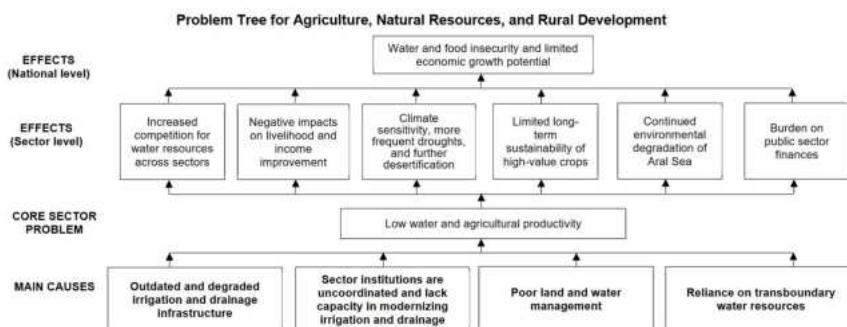 Problem Tree for Agriculture, Natural Resources, and Rural Development
EFFECTS
(National level)
Water and food insecurity and limited
economic growth potential
EFFECTS
(Sector level)
Increased
competition for
water resources
across sectors
Negative impacts
on livelihood and
income
improvement
Climate
sensitivity, more
frequent droughts,
and further
desertification
Limited long-
term
sustainability of
high-value crops
Continued
environmental
degradation of
Aral Sea
Burden on
public sector
finances
CORE SECTOR
PROBLEM
Low water and agricultural productivity
MAIN CAUSES
Outdated and degraded
irrigation and drainage
infrastructure
Sector institutions are
uncoordinated and lack
capacity in modernizing
irrigation and drainage
Poor land and water
management
Reliance on transboundary
water resources